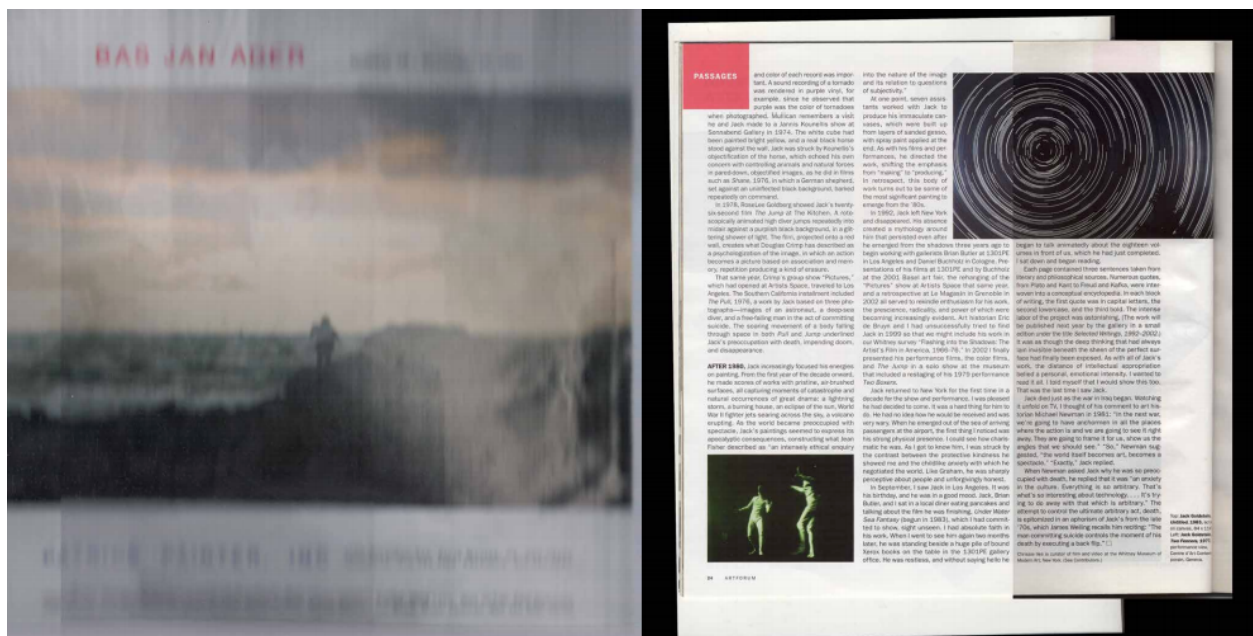 BAS JAN ADER
PASSAGES
and color of each record was impor-
tant. A sound recording of a tornado
was rendered in purple vinyl, for
example, since he observed that
purple was the color of tornadoes
when photographed. Mullican remembers a visit
he and Jack made to a Jannis Kounellis show at
Sonnabend Gallery in 1974. The white cube had
been painted bright yellow, and a real black horse
stood against the wall. Jack was struck by Kounellis's
objectification of the horse, which echoed his own
concern with controlling animals and natural forces
in pared-down, objectified images, as he did in films
such as Shane, 1976, in which a German shepherd,
set against an uninflected black background, barked
repeatedly on command.
In 1978, RoseLee Goldberg showed Jack's twenty-
six-second film The Jump at The Kitchen. A roto-
scopically animated high diver jumps repeatedly into
midair against a purplish black background, in a glit-
tering shower of light. The film, projected onto a red
wall, creates what Douglas Crimp has described as
a psychologization of the image, in which an action
becomes a picture based on association and mem-
ory, repetition producing a kind of erasure.
That same year, Crimp's group show "Pictures,"
which had opened at Artists Space, traveled to Los
Angeles. The Southern California installment included
The Pull, 1976, a work by Jack based on three pho-
tographs—images of an astronaut, a deep-sea
diver, and a free-falling man in the act of committing
suicide. The soaring movement of a body falling
through space in both Pull and Jump underlined
Jack's preoccupation with death, impending doom,
and disappearance.
AFTER 1980, Jack increasingly focused his energies
on painting. From the first year of the decade onward,
he made scores of works with pristine, air-brushed
surfaces, all capturing moments of catastrophe and
natural occurrences of great drama: a lightning
storm, a burning house, an eclipse of the sun, World
War II fighter jets searing across the sky, a volcano
erupting. As the world became preoccupied with
spectacle, Jack's paintings seemed to express its
apocalyptic consequences, constructing what Jean
Fisher described as "an intensely ethical enquiry
into the nature of the image
and its relation to questions
of subjectivity."
At one point, seven assis-
tants worked with Jack to
produce his immaculate can-
vases, which were built up
from layers of sanded gesso,
with spray paint applied at the
end. As with his films and per-
formances, he directed the
work, shifting the emphasis
from "making" to "producing."
In retrospect, this body of
work turns out to be some of
the most significant painting to
emerge from the '80s.
In 1992, Jack left New York
and disappeared. His absence
created a mythology around
him that persisted even after
he emerged from the shadows three years ago to
begin working with gallerists Brian Butler at 1301PE
in Los Angeles and Daniel Buchholz in Cologne. Pre-
sentations of his films at 1301PE and by Buchholz
at the 2001 Basel art fair, the rehanging of the
"Pictures" show at Artists Space that same year,
and a retrospective at Le Magasin in Grenoble in
2002 all served to rekindle enthusiasm for his work,
the prescience, radicality, and power of which were
becoming increasingly evident. Art historian Eric
de Bruyn and I had unsuccessfully tried to find
Jack in 1999 so that we might include his work in
our Whitney survey "Flashing into the Shadows: The
Artist's Film in America, 1966–76." In 2002 I finally
presented his performance films, the color films,
and The Jump in a solo show at the museum
that included a restaging of his 1979 performance
Two Boxers.
Jack returned to New York for the first time in a
decade for the show and performance. I was pleased
he had decided to come. It was a hard thing for him to
do. He had no idea how he would be received and was
very wary. When he emerged out of the sea of arriving
passengers at the airport, the first thing I noticed was
his strong physical presence. I could see how charis-
matic he was. As I got to know him, I was struck by
the contrast between the protective kindness he
showed me and the childlike anxiety with which he
negotiated the world. Like Graham, he was sharply
perceptive about people and unforgivingly honest.
In September, I saw Jack in Los Angeles. It was
his birthday, and he was in a good mood. Jack, Brian
Butler, and I sat in a local diner eating pancakes and
talking about the film he was finishing, Under Water
Sea Fantasy (begun in 1983), which I had commit-
ted to show, sight unseen. I had absolute faith in
his work. When I went to see him again two months
later, he was standing beside a huge pile of bound
Xerox books on the table in the 1301PE gallery
office. He was restless, and without saying hello he
began to talk animatedly about the eighteen vol-
umes in front of us, which he had just completed.
I sat down and began reading.
Each page contained three sentences taken from
literary and philosophical sources. Numerous quotes,
from Plato and Kant to Freud and Kafka, were inter-
woven into a conceptual encyclopedia. In each block
of writing, the first quote was in capital letters, the
second lowercase, and the third bold. The intense
labor of the project was astonishing. (The work will
be published next year by the gallery in a small
edition under the title Selected Writings, 1992–2002.)
It was as though the deep thinking that had always
lain invisible beneath the sheen of the perfect sur-
face had finally been exposed. As with all of Jack's
work, the distance of intellectual appropriation
belied a personal, emotional intensity. I wanted to
read it all. I told myself that I would show this too.
That was the last time I saw Jack.
Jack died just as the war in Iraq began. Watching
it unfold on TV, I thought of his comment to art his-
torian Michael Newman in 1981: "In the next war,
we're going to have anchormen in all the places
where the action is and we are going to see it right
away. They are going to frame it for us, show us the
angles that we should see." "So," Newman sug-
gested, "the world itself becomes art, becomes a
spectacle." "Exactly," Jack replied.
When Newman asked Jack why he was so preoc-
cupied with death, he replied that it was "an anxiety
in the culture. Everything is so arbitrary. That's
what's so interesting about technology. . . . It's try-
ing to do away with that which is arbitrary." The
attempt to control the ultimate arbitrary act, death,
is epitomized in an aphorism of Jack's from the late
'70s, which James Welling recalls him reciting: "The
man committing suicide controls the moment of his
death by executing a back flip."
Chrissie Iles is curator of film and video at the Whitney Museum of
Modern Art, New York. (See Contributors.)
Top: Jack Goldstein,
Untitled, 1983,
Left: Jack Goldstein,
Two Boxers, 1979,
performance view,
Geneva.
34 ARTFORUM